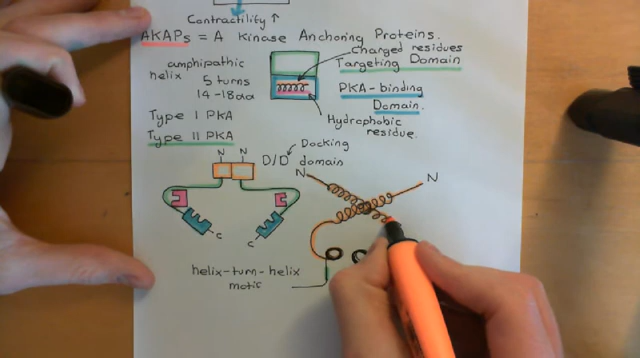 Contractility ↑
AKAPs = A Kinase Anchoring Proteins.
charged residues
amphipathic
helix
5 turns
14-18aa
Targeting Domain
PKA-binding
Domain.
Hydrophobic
residue.
Type I PKA
Type II PKA
N N
D/D Docking
domain
N N
C C
helix-turn-helix
motif